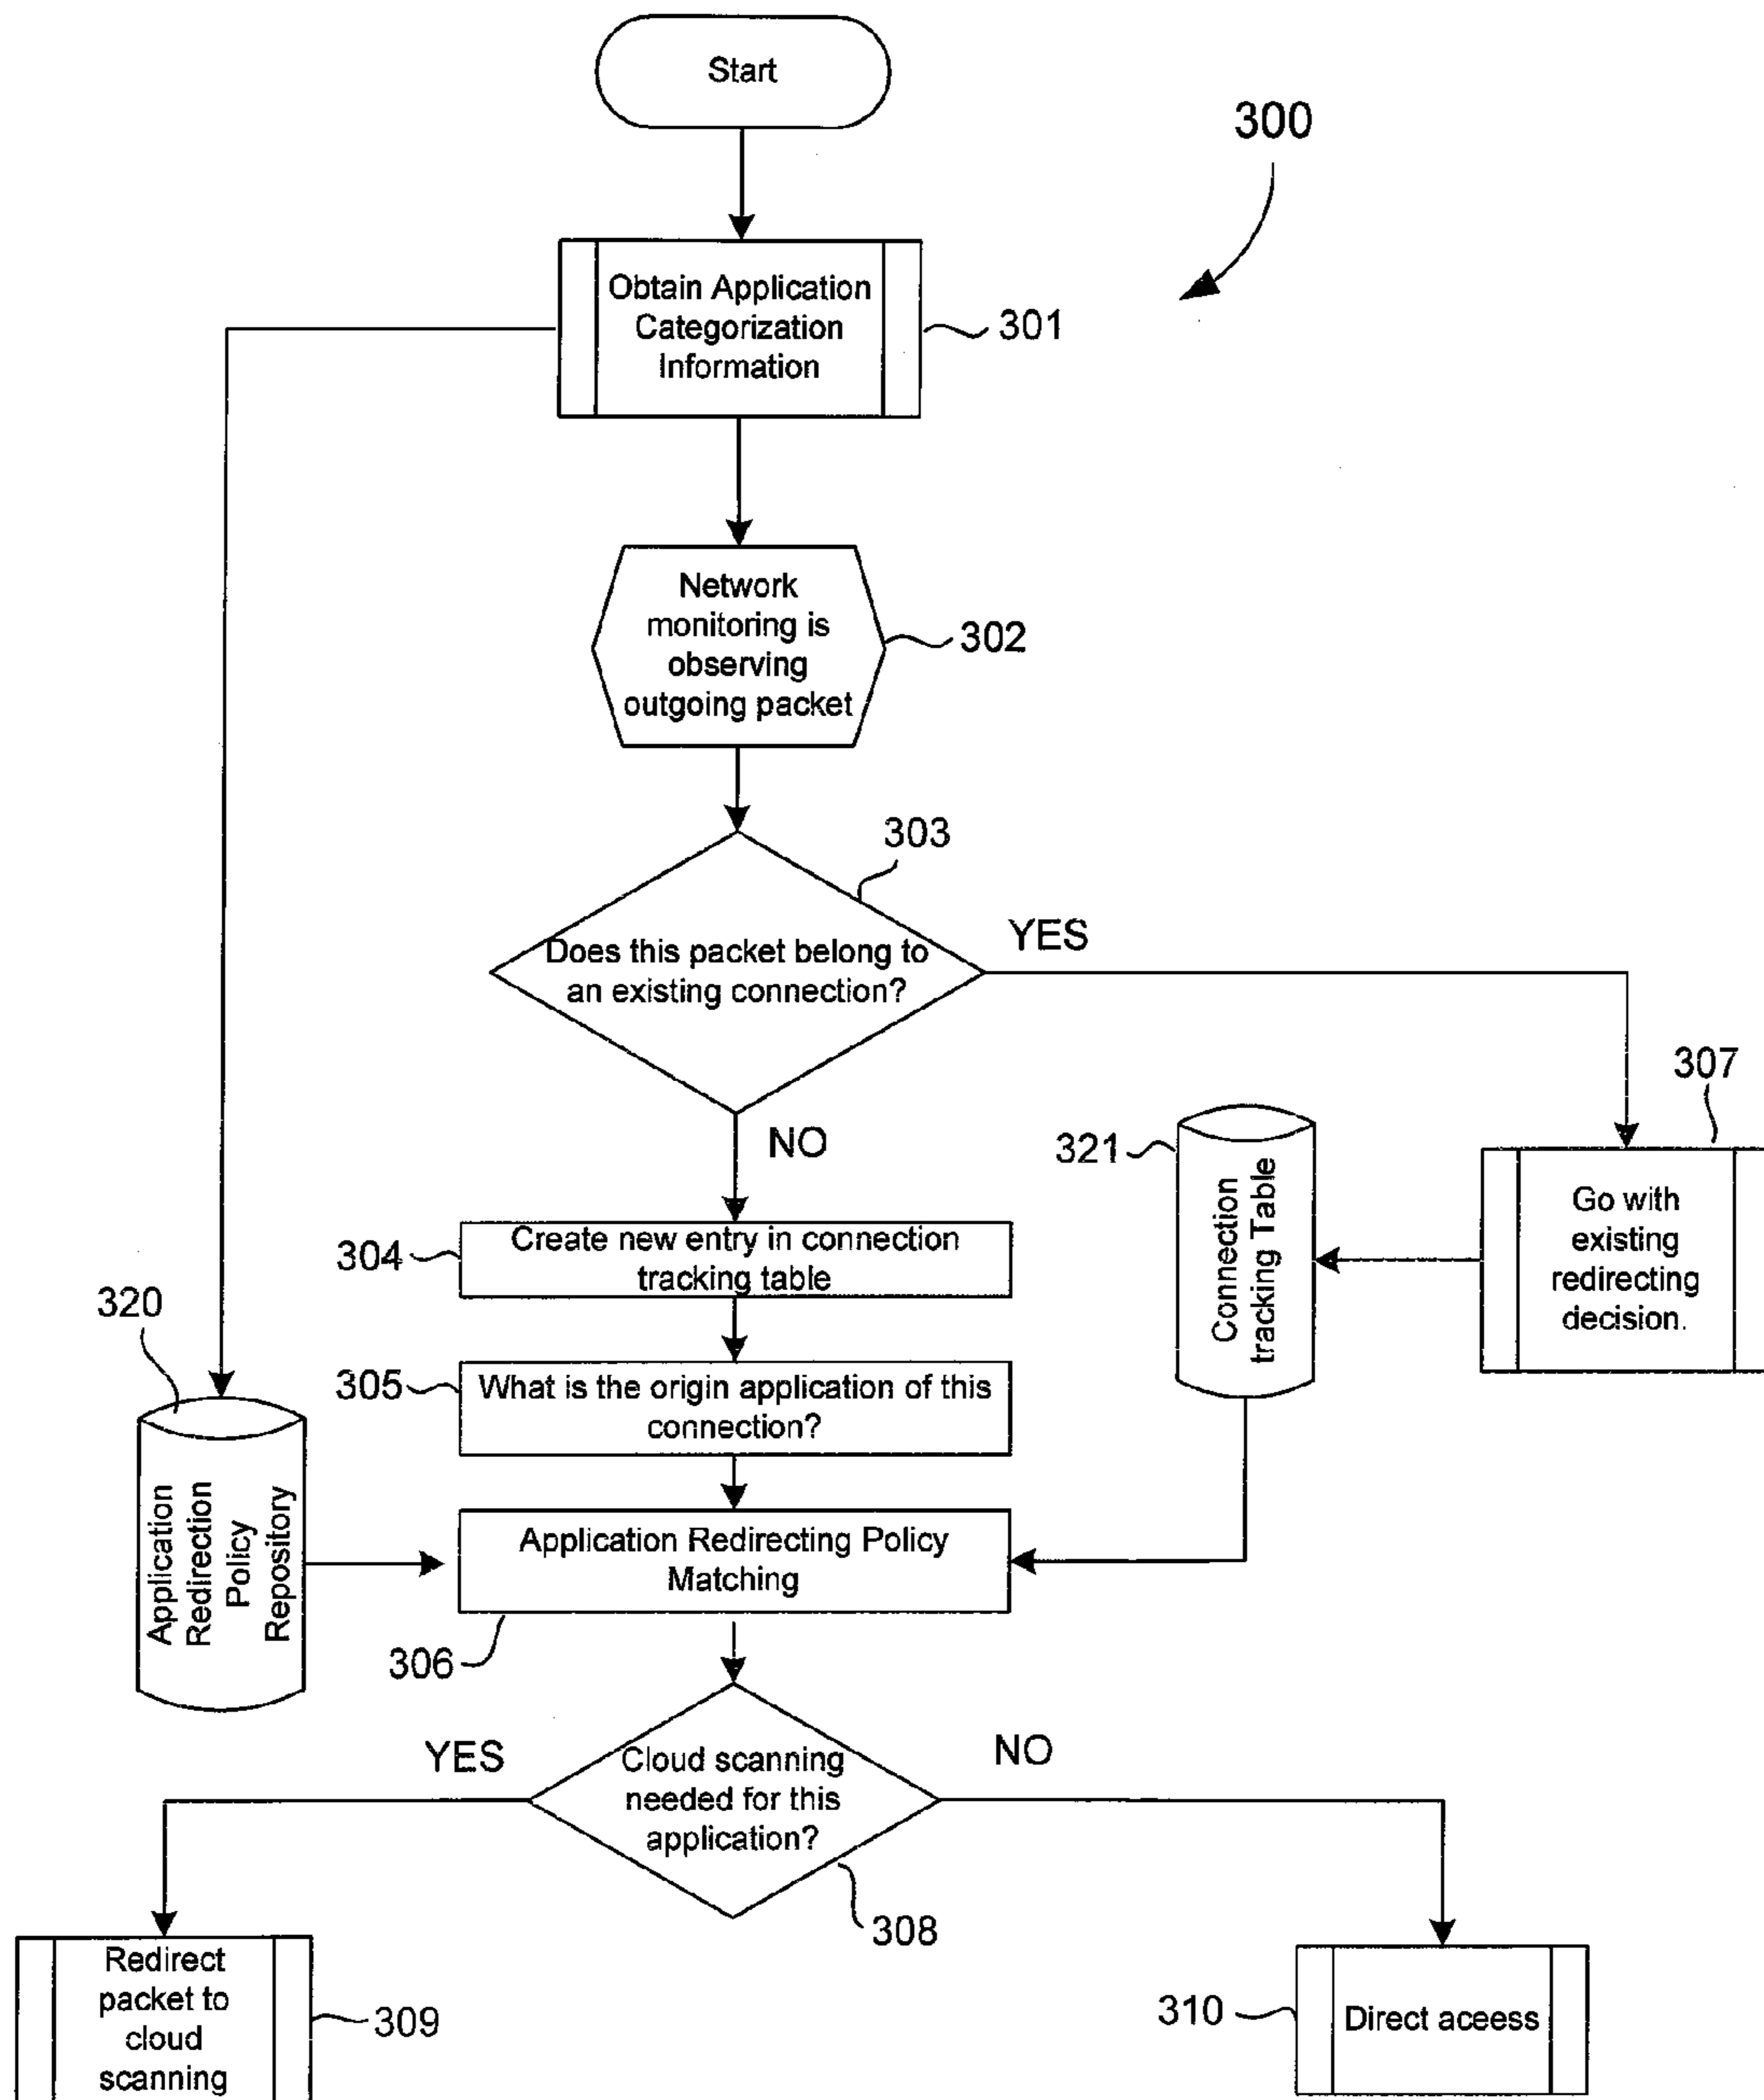 Start
300
Obtain Application
Categorization
Information
301
Network
monitoring is
observing
outgoing packet
302
303
Does this packet belong to
an existing connection?
YES
NO
307
321
Connection
tracking Table
Go with
existing
redirecting
decision.
304
Create new entry in connection
tracking table
320
305
What is the origin application of this
connection?
Application
Redirection
Policy
Repository
Application Redirecting Policy
Matching
306
YES
NO
Cloud scanning
needed for this
application?
308
Redirect
packet to
cloud
scanning
309
310
Direct aceess